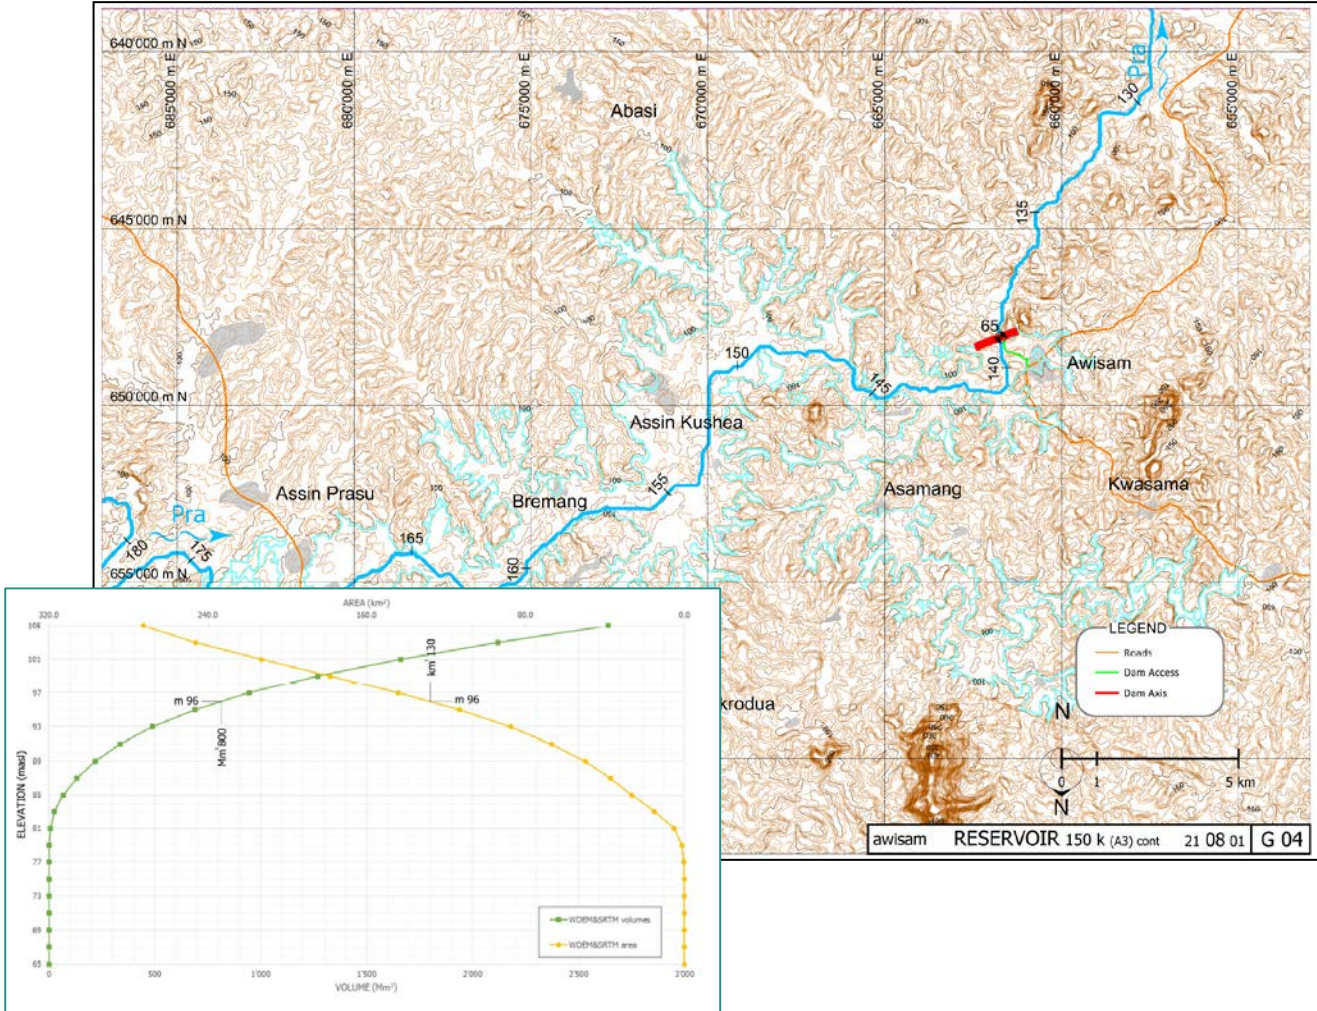 640'000 m N
645'000 m N
650'000 m N
655'000 m N
685'000 m E
680'000 m E
675'000 m E
670'000 m E
665'000 m E
660'000 m E
655'000 m E
Pra
130
135
Abasi
65
140
Awisam
150
145
Assin Kushea
155
Assin Prasu
Bremang
Asamang
Kwasama
Pra
180
175
165
160
krodua
LEGEND
Roads
Dam Access
Dam Axis
N
0 1 5 km
N
awisam RESERVOIR 150 k (A3) cont 21 08 01 G 04
AREA (km²)
320.0 240.0 160.0 80.0 0.0
101
97
93
89
85
81
77
73
69
65
ELEVATION (masl)
m 96
Mm³800
km² 130
m 96
WDEM&SRTM volumes
WDEM&SRTM area
0 500 1'000 1'500 2'000 2'500 3'000
VOLUME (Mm³)